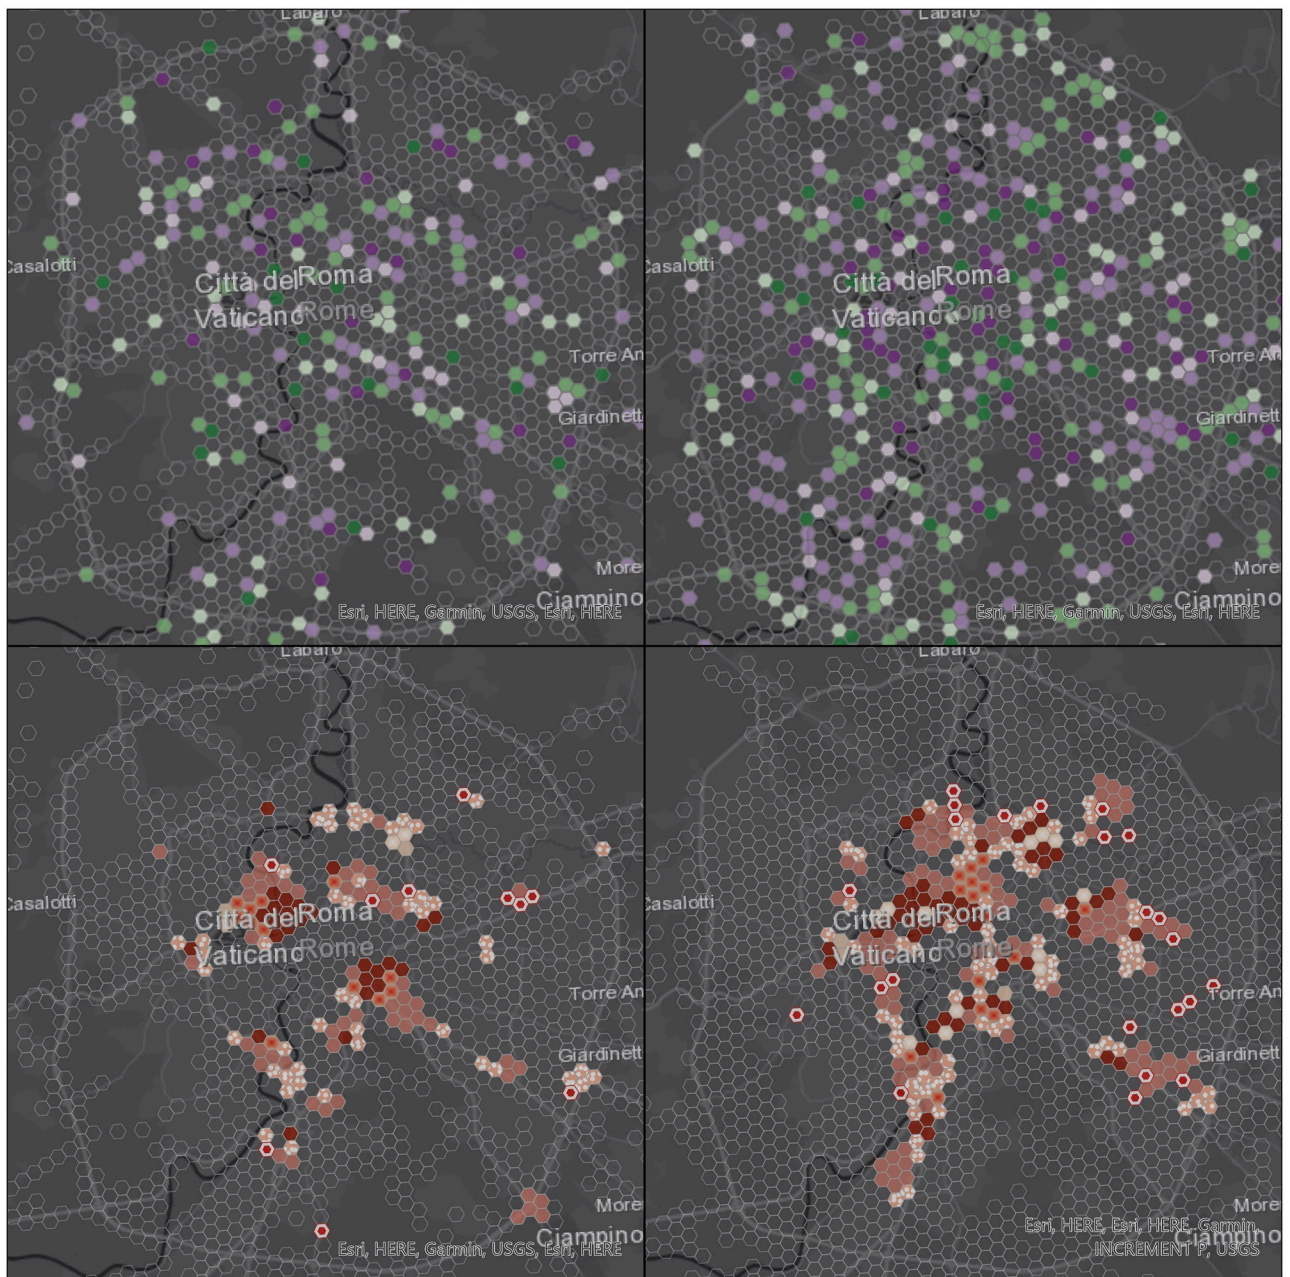 Labaro
Casalotti
Città del
Vaticano
Roma
Rome
Torre An
Giardinett
More
Ciampino
Esri, HERE, Garmin, USGS, Esri, HERE
Labaro
Casalotti
Città del
Vaticano
Roma
Rome
Torre An
Giardinett
More
Ciampino
Esri, HERE, Garmin, USGS, Esri, HERE
Labaro
Casalotti
Città del
Vaticano
Roma
Rome
Torre An
Giardinett
More
Ciampino
Esri, HERE, Garmin, USGS, Esri, HERE
Labaro
Casalotti
Città del
Vaticano
Roma
Rome
Torre An
Giardinett
More
Ciampino
Esri, HERE, Esri, HERE, Garmin,
INCREMENT P, USGS